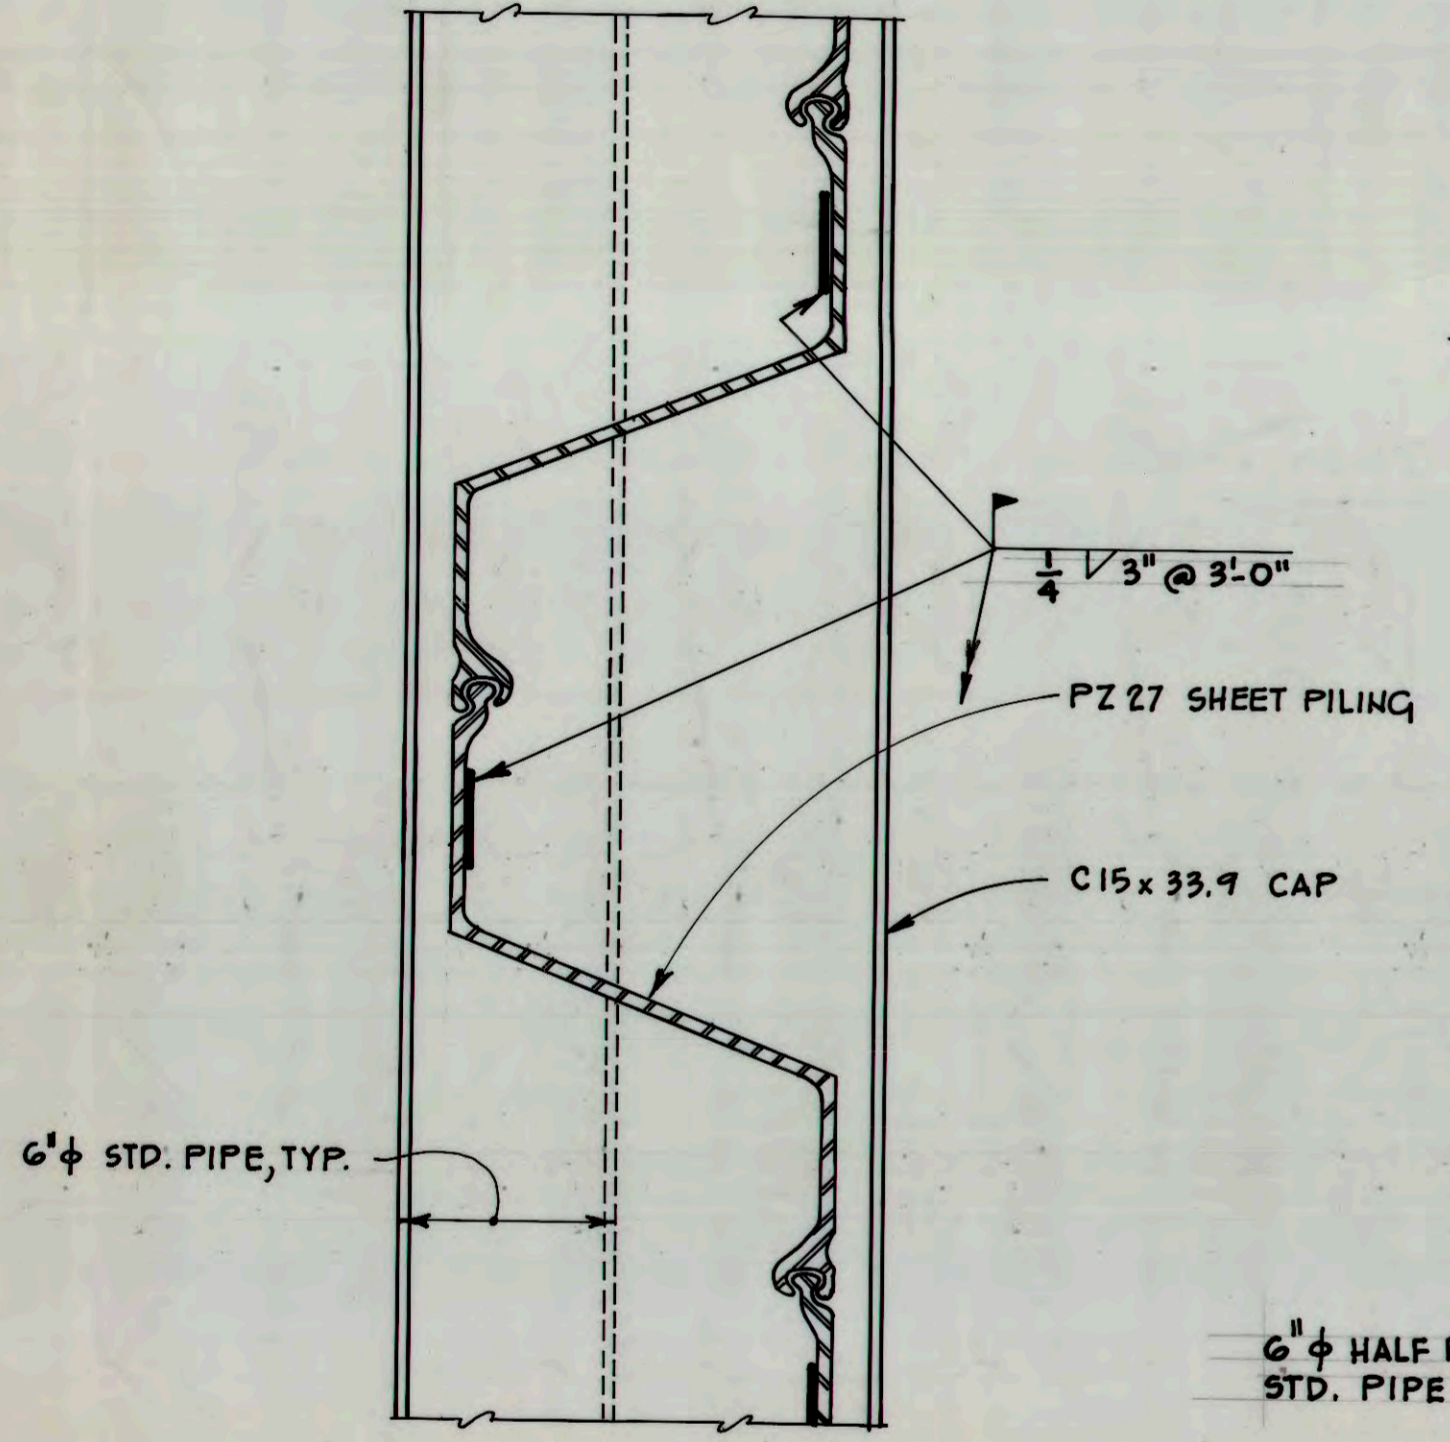 1/4 3" @ 3'-0"
PZ 27 SHEET PILING
C15 x 33.9 CAP
6"ϕ STD. PIPE, TYP.
6"ϕ HALF
STD. PIPE